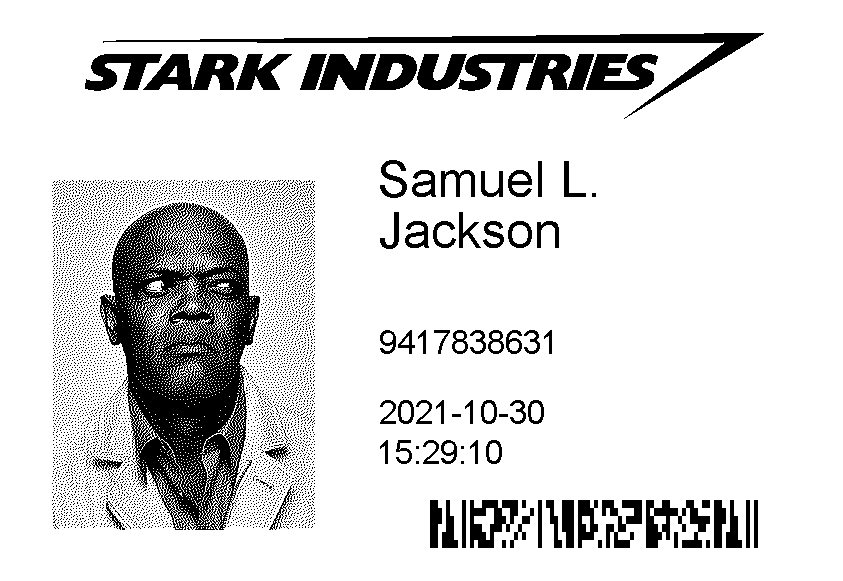 STARK INDUSTRIES
Samuel L.
Jackson
9417838631
2021-10-30
15:29:10